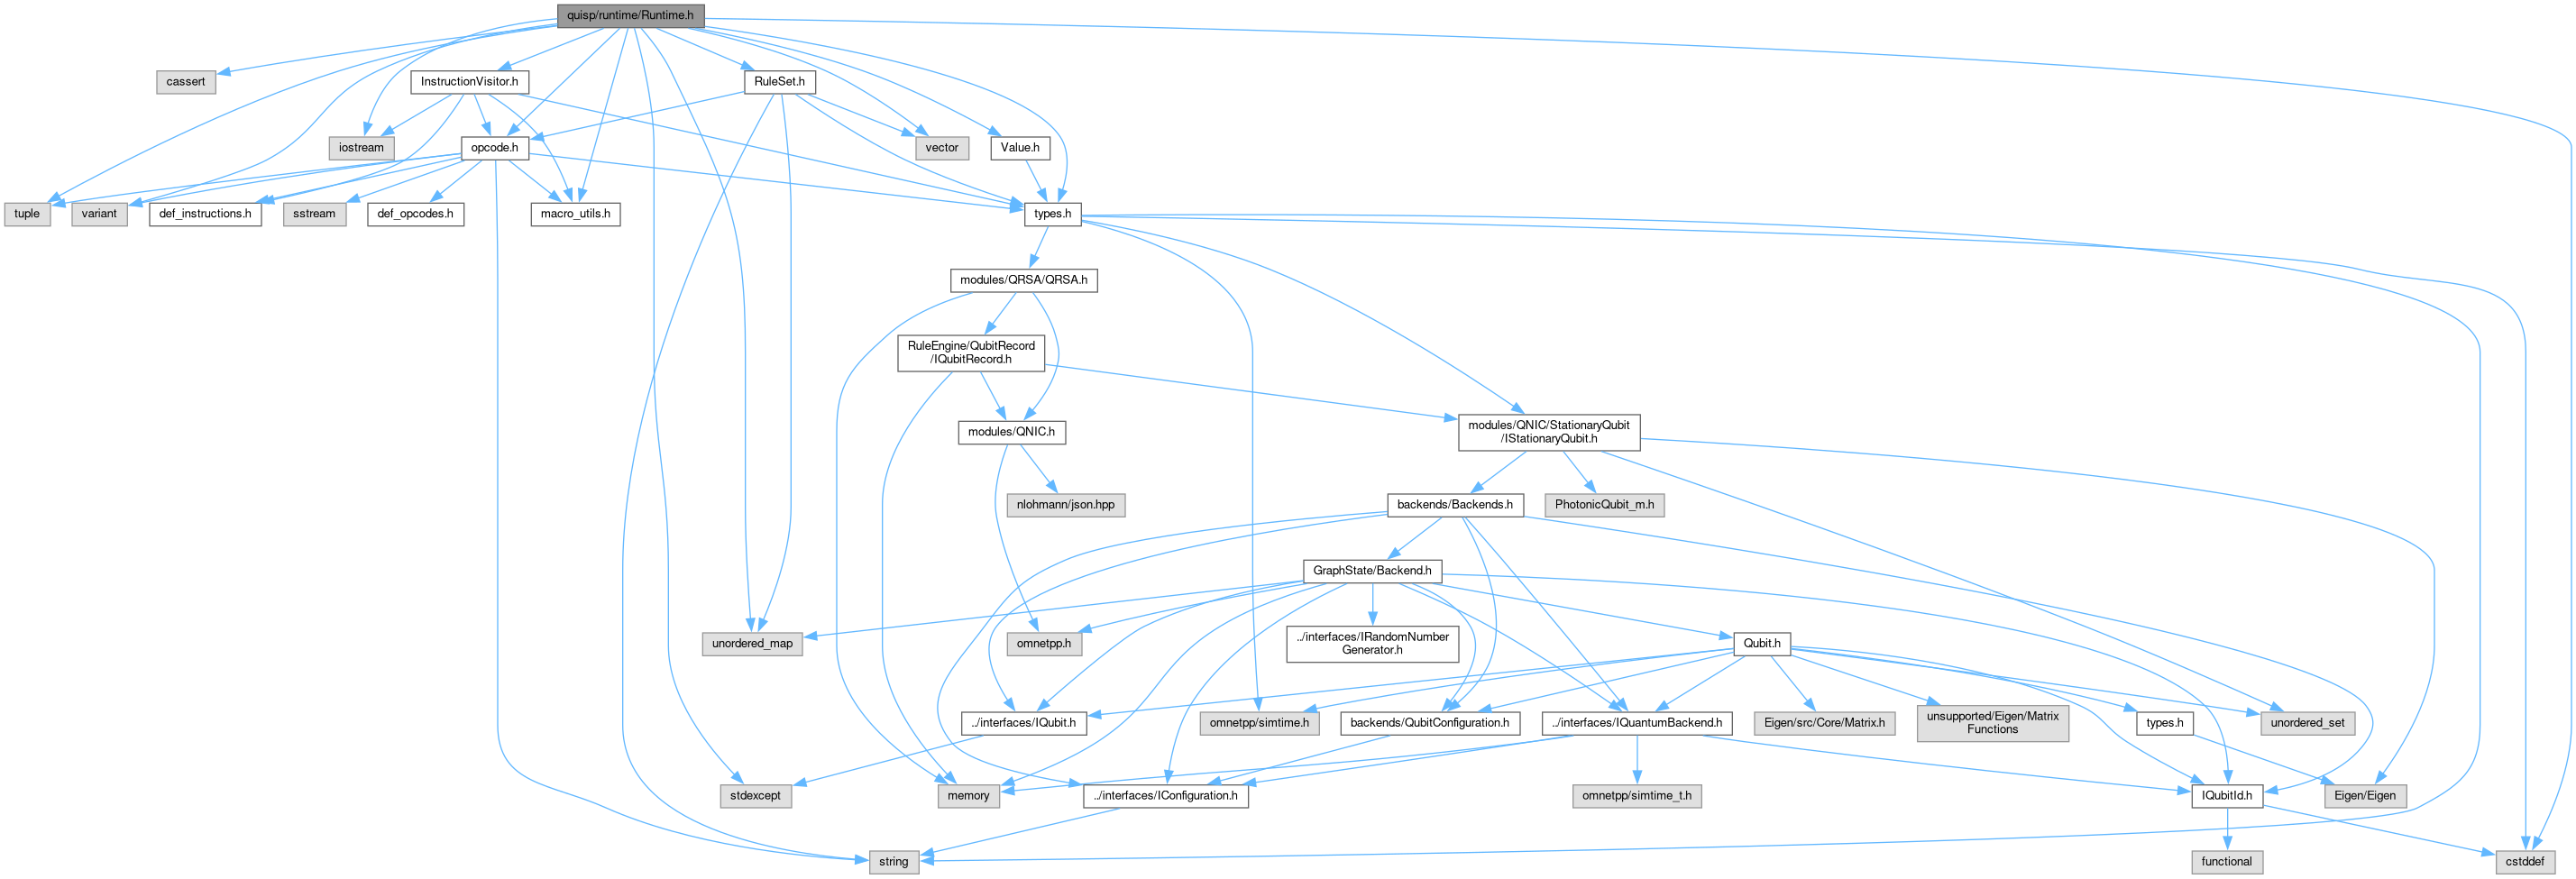 quisp/runtime/Runtime.h
cassert
InstructionVisitor.h
RuleSet.h
iostream
opcode.h
vector
Value.h
tuple
variant
def_instructions.h
sstream
def_opcodes.h
macro_utils.h
types.h
modules/QRSA/QRSA.h
RuleEngine/QubitRecord
/IQubitRecord.h
modules/QNIC.h
modules/QNIC/StationaryQubit
/IStationaryQubit.h
nlohmann/json.hpp
backends/Backends.h
PhotonicQubit_m.h
GraphState/Backend.h
unordered_map
omnetpp.h
../interfaces/IRandomNumber
Generator.h
Qubit.h
../interfaces/IQubit.h
omnetpp/simtime.h
backends/QubitConfiguration.h
../interfaces/IQuantumBackend.h
Eigen/src/Core/Matrix.h
unsupported/Eigen/Matrix
Functions
types.h
unordered_set
stdexcept
memory
../interfaces/IConfiguration.h
omnetpp/simtime_t.h
IQubitId.h
Eigen/Eigen
string
functional
cstddef